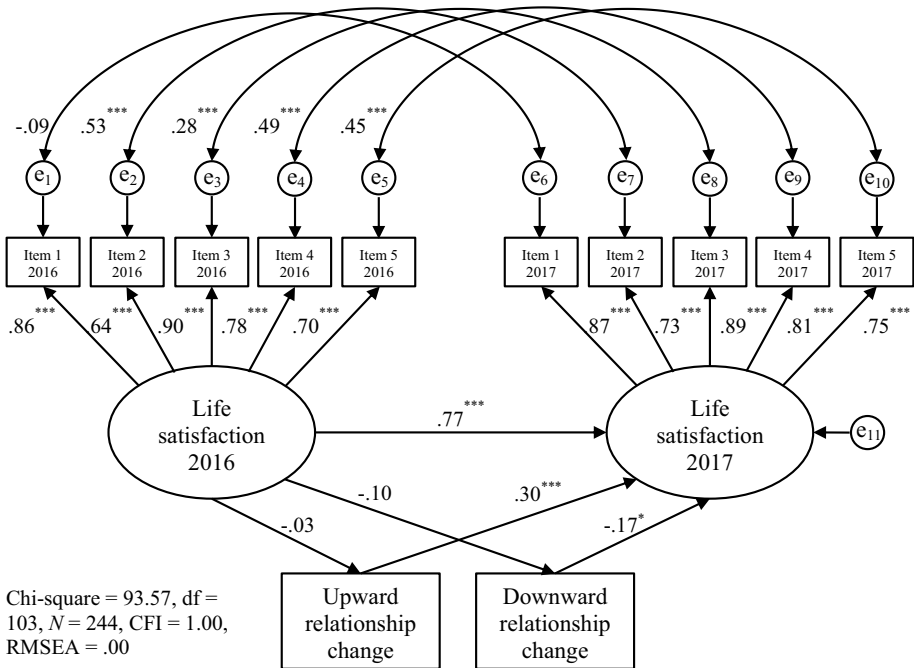 -.09 .53*** .28*** .49*** .45***
e1 e2 e3 e4 e5 e6 e7 e8 e9 e10
Item 1 Item 2 Item 3 Item 4 Item 5 Item 1 Item 2 Item 3 Item 4 Item 5
2016 2016 2016 2016 2016 2017 2017 2017 2017 2017
.86*** .64*** .90*** .78*** .70*** .87*** .73*** .89*** .81*** .75***
Life
satisfaction
2016
.77***
Life
satisfaction
2017
e11
-.03
-.10
.30***
-.17*
Upward
relationship
change
Downward
relationship
change
Chi-square = 93.57, df =
103, N = 244, CFI = 1.00,
RMSEA = .00